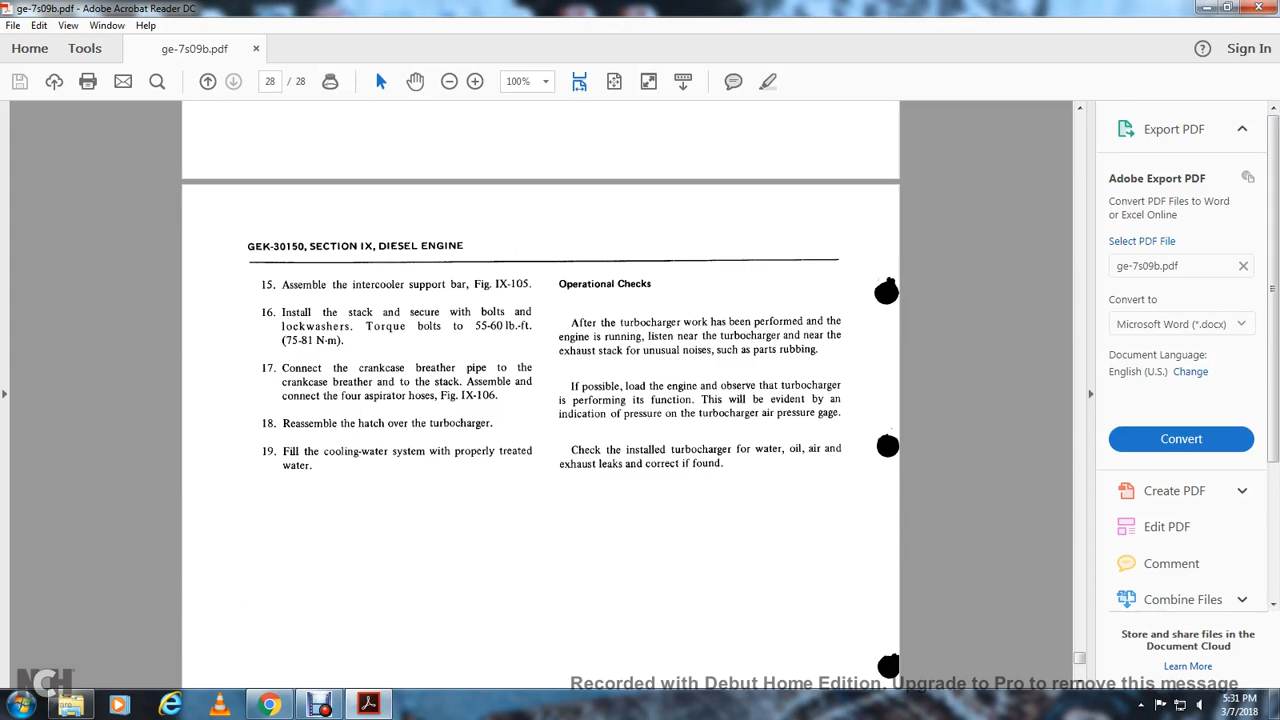 ge-7s09b.pdf - Adobe Acrobat Reader DC
File Edit View Window Help
Home Tools ge-7s09b.pdf × Sign In
28 / 28 100%
GEK-30150, SECTION IX, DIESEL ENGINE
15. Assemble the intercooler support bar, Fig. IX-105.
16. Install the stack and secure with bolts and
lockwashers. Torque bolts to 55-60 lb.-ft.
(75-81 N·m).
17. Connect the crankcase breather pipe to the
crankcase breather and to the stack. Assemble and
connect the four aspirator hoses, Fig. IX-106.
18. Reassemble the hatch over the turbocharger.
19. Fill the cooling-water system with properly treated
water.
Operational Checks
After the turbocharger work has been performed and the
engine is running, listen near the turbocharger and near the
exhaust stack for unusual noises, such as parts rubbing.
If possible, load the engine and observe that turbocharger
is performing its function. This will be evident by an
indication of pressure on the turbocharger air pressure gage.
Check the installed turbocharger for water, oil, air and
exhaust leaks and correct if found.
Export PDF
Adobe Export PDF
Convert PDF Files to Word
or Excel Online
Select PDF File
ge-7s09b.pdf
Convert to
Microsoft Word (*.docx)
Document Language:
English (U.S.) Change
Convert
Create PDF
Edit PDF
Comment
Combine Files
Store and share files in the
Document Cloud
Learn More
NCH
Recorded with Debut Home Edition. Upgrade to Pro to remove this message
5:31 PM
3/7/2018